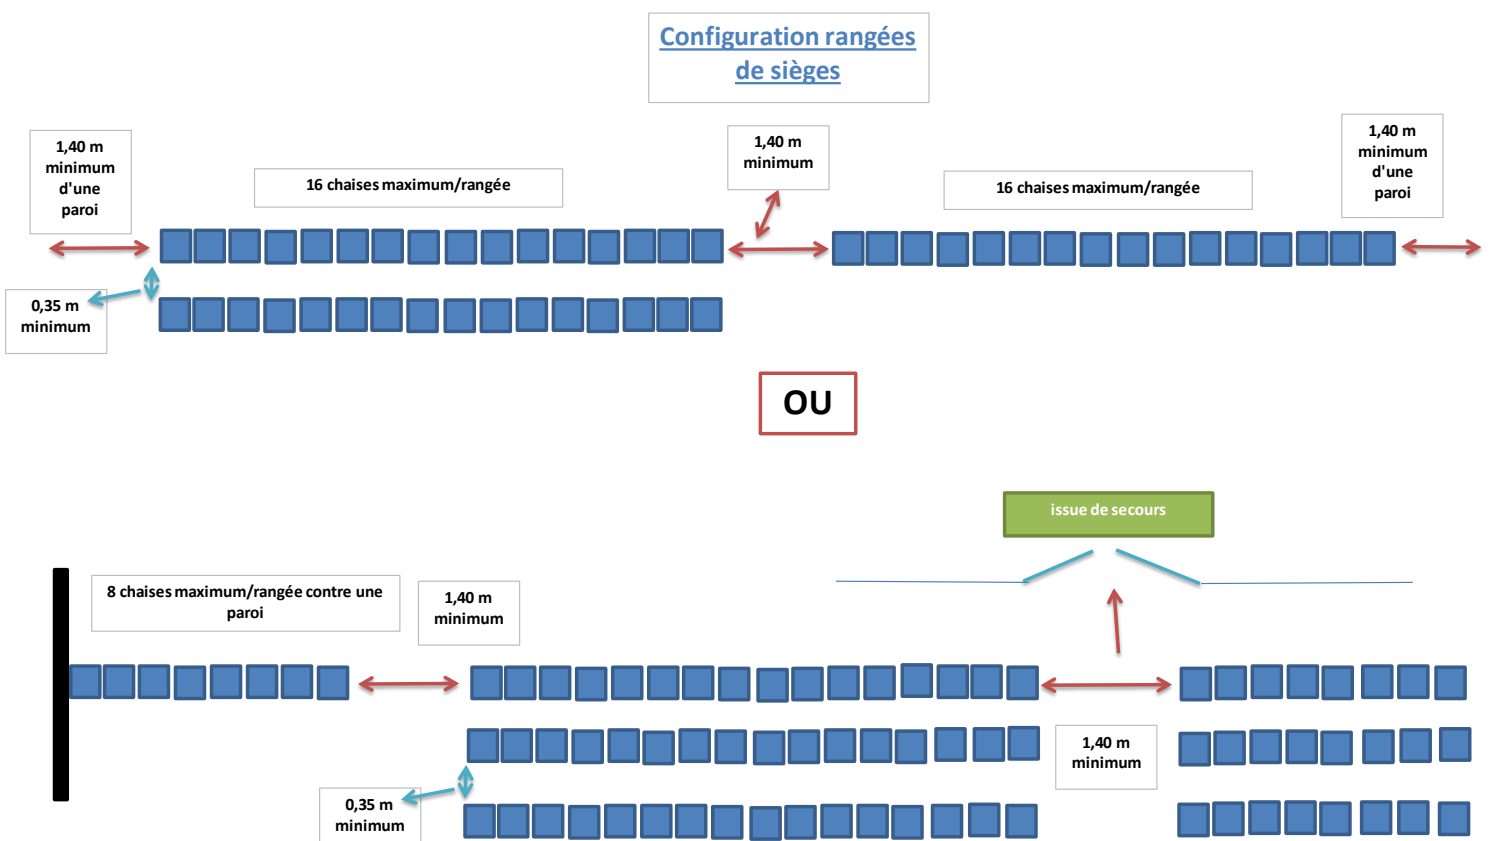 Configuration rangées
de sièges
1,40 m
minimum
d'une
paroi
16 chaises maximum/rangée
1,40 m
minimum
16 chaises maximum/rangée
1,40 m
minimum
d'une
paroi
0,35 m
minimum
OU
issue de secours
8 chaises maximum/rangée contre une
paroi
1,40 m
minimum
1,40 m
minimum
0,35 m
minimum